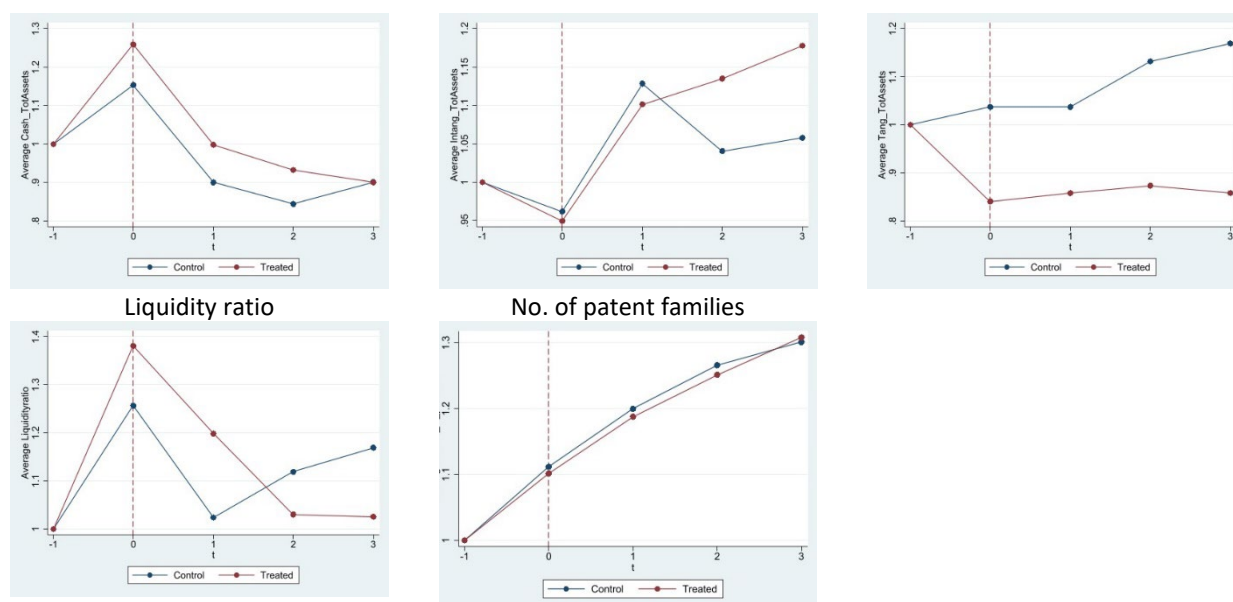 Average Cash_TotAssets
1.3
1.2
1.1
1
.9
.8
-1 0 1 2 3
t
Control Treated
Average Intang_TotAssets
1.2
1.15
1.1
1.05
1
.95
-1 0 1 2 3
t
Control Treated
Average Tang_TotAssets
1.2
1.1
1
.9
.8
-1 0 1 2 3
t
Control Treated
Liquidity ratio
Average Liquidityratio
1.4
1.3
1.2
1.1
1
-1 0 1 2 3
t
Control Treated
No. of patent families
1.3
1.2
1.1
1
-1 0 1 2 3
t
Control Treated